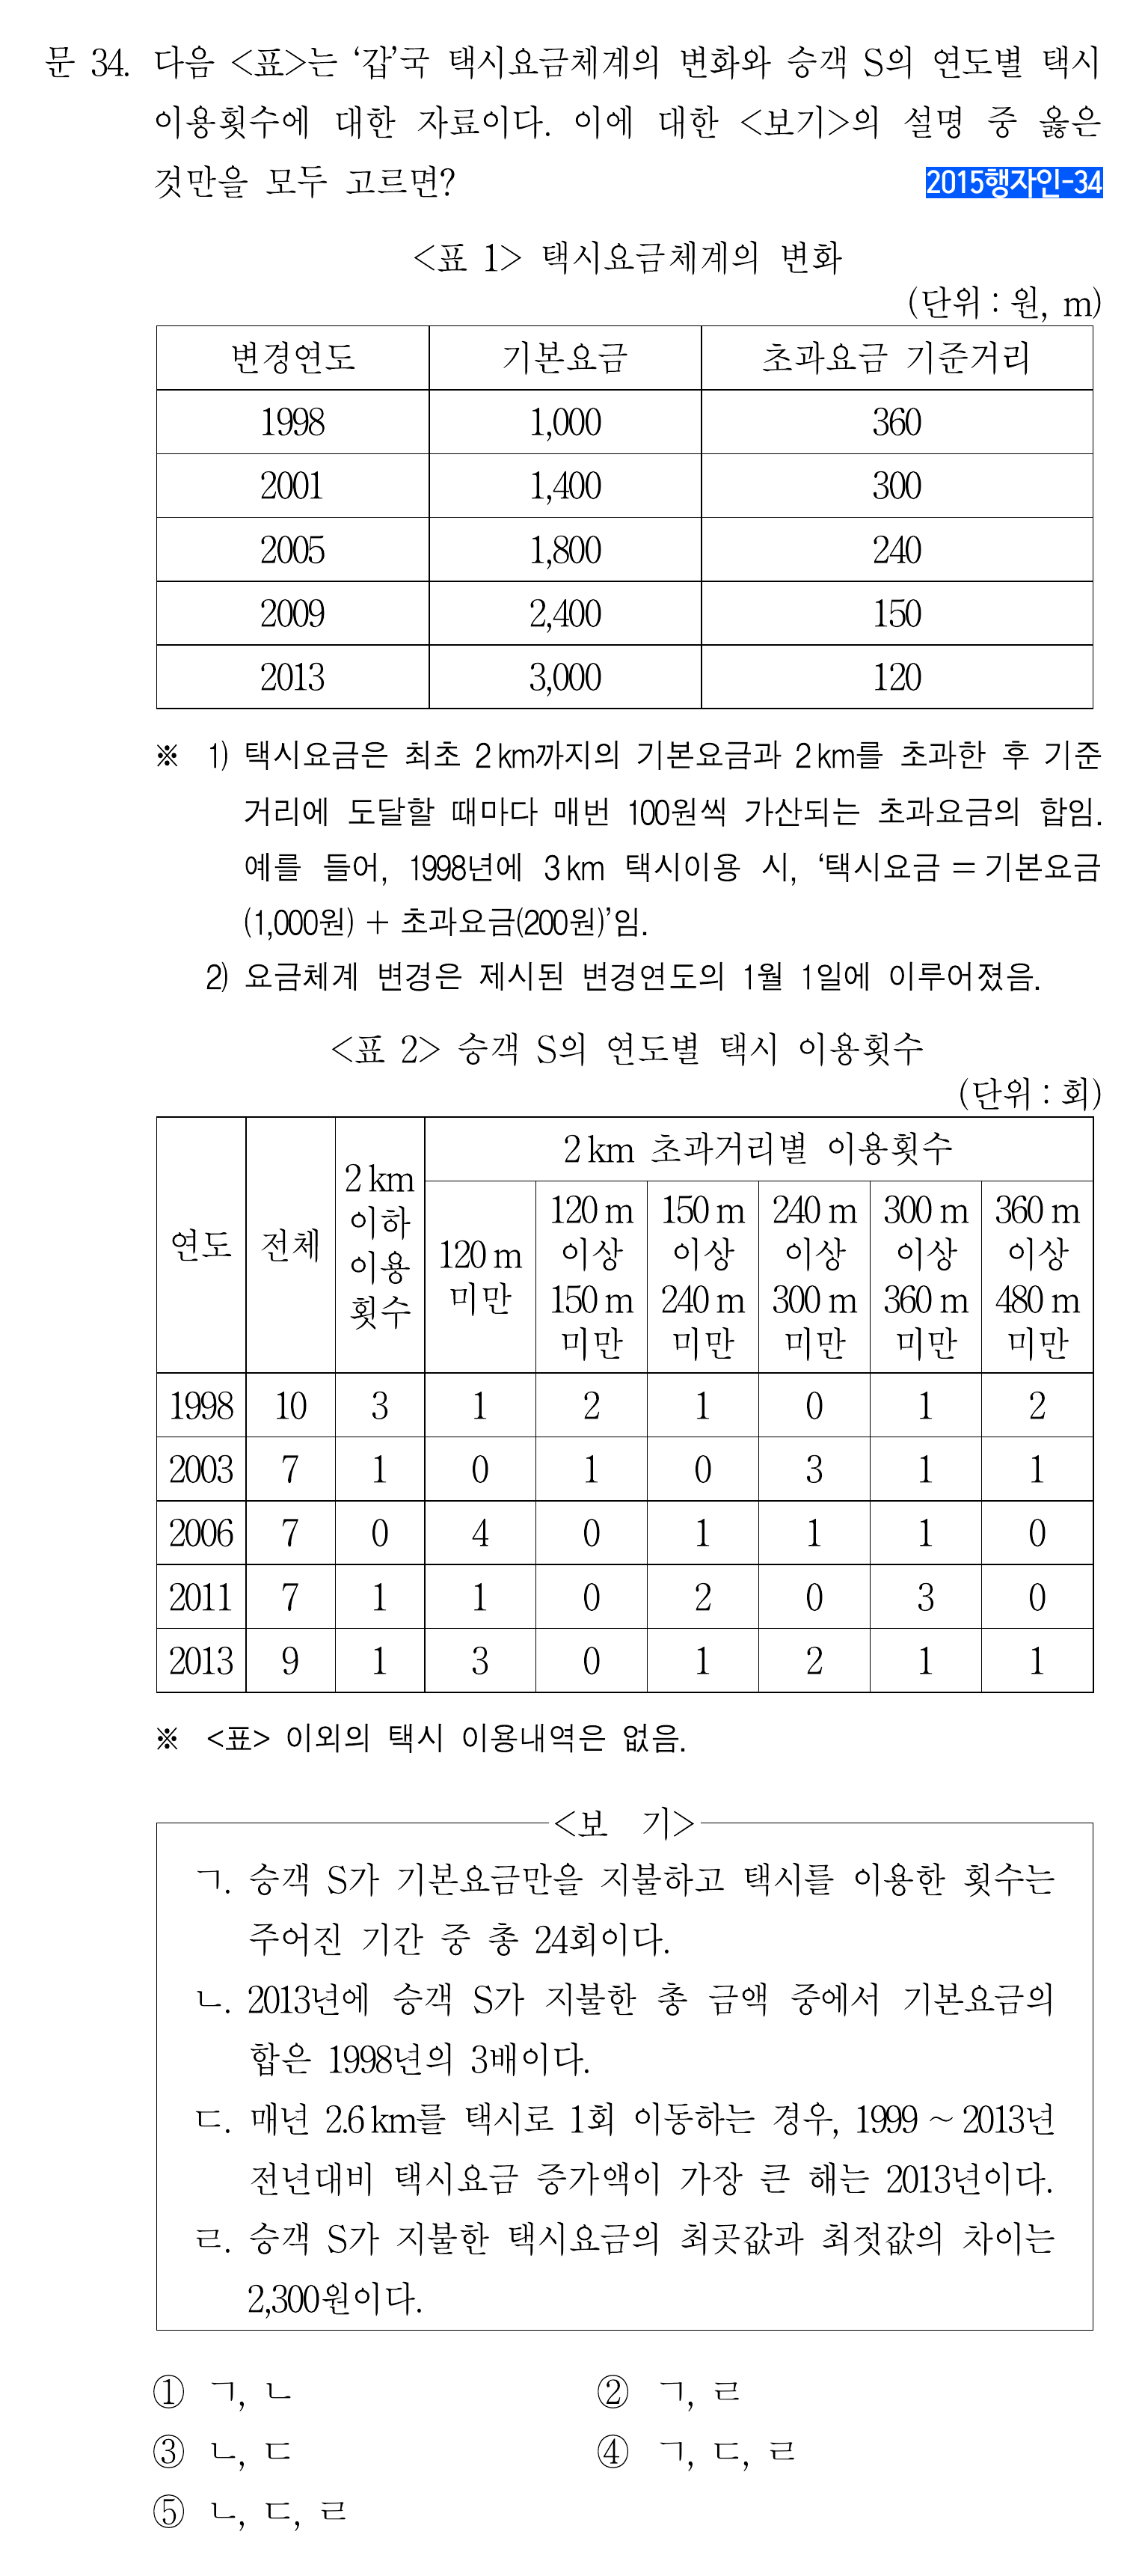 문 34. 다음 <표>는 ‘갑’국 택시요금체계의 변화와 승객 S의 연도별 택시
이용횟수에 대한 자료이다. 이에 대한 <보기>의 설명 중 옳은
것만을 모두 고르면?
2015행자인-34
<표 1> 택시요금체계의 변화
(단위 : 원, m)
변경연도 기본요금 초과요금 기준거리
1998 1,000 360
2001 1,400 300
2005 1,800 240
2009 2,400 150
2013 3,000 120
※ 1) 택시요금은 최초 2 km까지의 기본요금과 2 km를 초과한 후 기준
거리에 도달할 때마다 매번 100원씩 가산되는 초과요금의 합임.
예를 들어, 1998년에 3 km 택시이용 시, ‘택시요금 = 기본요금
(1,000원) + 초과요금(200원)’임.
2) 요금체계 변경은 제시된 변경연도의 1월 1일에 이루어졌음.
<표 2> 승객 S의 연도별 택시 이용횟수
(단위 : 회)
연도 전체 2 km 이하 이용 횟수 2 km 초과거리별 이용횟수
120 m 미만 120 m 이상 150 m 미만 150 m 이상 240 m 미만 240 m 이상 300 m 미만 300 m 이상 360 m 미만 360 m 이상 480 m 미만
1998 10 3 1 2 1 0 1 2
2003 7 1 0 1 0 3 1 1
2006 7 0 4 0 1 1 1 0
2011 7 1 1 0 2 0 3 0
2013 9 1 3 0 1 2 1 1
※ <표> 이외의 택시 이용내역은 없음.
<보 기>
ㄱ. 승객 S가 기본요금만을 지불하고 택시를 이용한 횟수는
주어진 기간 중 총 24회이다.
ㄴ. 2013년에 승객 S가 지불한 총 금액 중에서 기본요금의
합은 1998년의 3배이다.
ㄷ. 매년 2.6 km를 택시로 1회 이동하는 경우, 1999 ~ 2013년
전년대비 택시요금 증가액이 가장 큰 해는 2013년이다.
ㄹ. 승객 S가 지불한 택시요금의 최곳값과 최젓값의 차이는
2,300원이다.
① ㄱ, ㄴ
② ㄱ, ㄹ
③ ㄴ, ㄷ
④ ㄱ, ㄷ, ㄹ
⑤ ㄴ, ㄷ, ㄹ